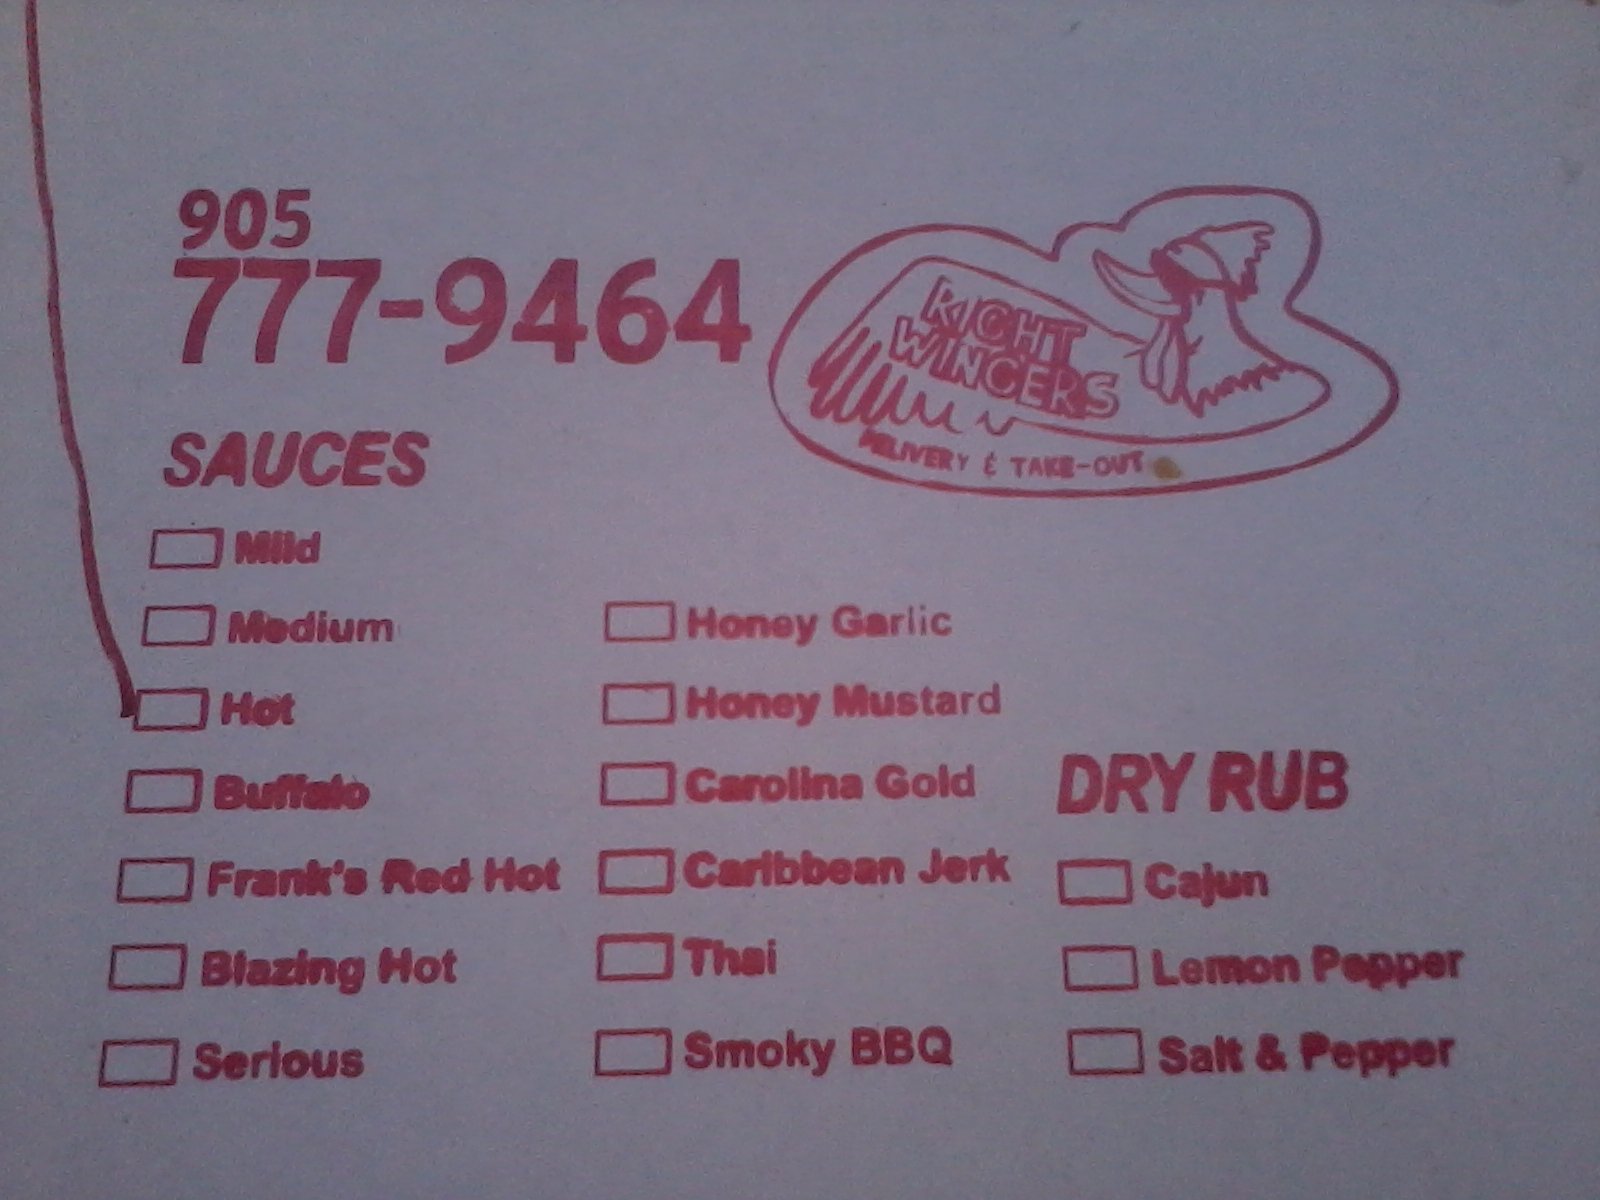 905
777-9464
RIGHT
WINGERS
DELIVERY & TAKE-OUT
SAUCES
Mild
Medium
Hot
Buffalo
Frank's Red Hot
Blazing Hot
Serious
Honey Garlic
Honey Mustard
Carolina Gold
Caribbean Jerk
Thai
Smoky BBQ
DRY RUB
Cajun
Lemon Pepper
Salt & Pepper